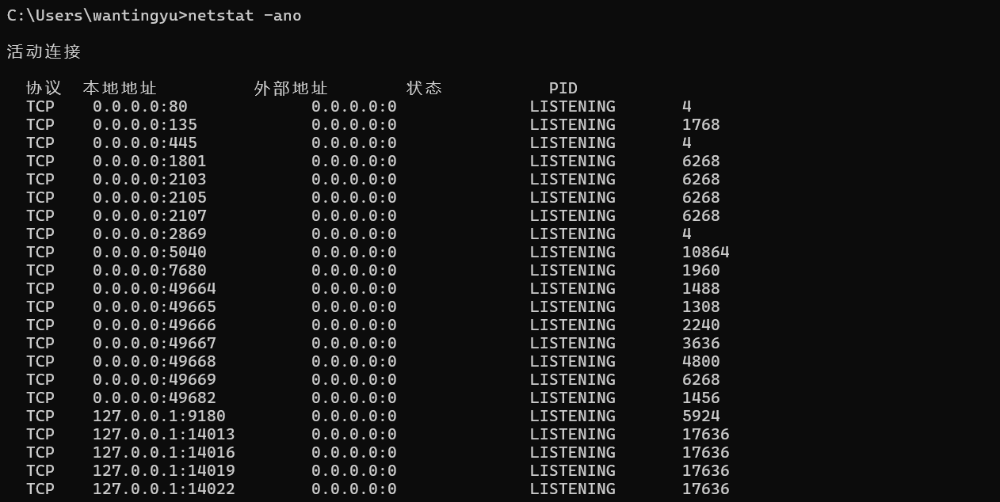 C:\Users\wantingyu>netstat -ano
活动连接
协议 本地地址 外部地址 状态 PID
TCP 0.0.0.0:80 0.0.0.0:0 LISTENING 4
TCP 0.0.0.0:135 0.0.0.0:0 LISTENING 1768
TCP 0.0.0.0:445 0.0.0.0:0 LISTENING 4
TCP 0.0.0.0:1801 0.0.0.0:0 LISTENING 6268
TCP 0.0.0.0:2103 0.0.0.0:0 LISTENING 6268
TCP 0.0.0.0:2105 0.0.0.0:0 LISTENING 6268
TCP 0.0.0.0:2107 0.0.0.0:0 LISTENING 6268
TCP 0.0.0.0:2869 0.0.0.0:0 LISTENING 4
TCP 0.0.0.0:5040 0.0.0.0:0 LISTENING 10864
TCP 0.0.0.0:7680 0.0.0.0:0 LISTENING 1960
TCP 0.0.0.0:49664 0.0.0.0:0 LISTENING 1488
TCP 0.0.0.0:49665 0.0.0.0:0 LISTENING 1308
TCP 0.0.0.0:49666 0.0.0.0:0 LISTENING 2240
TCP 0.0.0.0:49667 0.0.0.0:0 LISTENING 3636
TCP 0.0.0.0:49668 0.0.0.0:0 LISTENING 4800
TCP 0.0.0.0:49669 0.0.0.0:0 LISTENING 6268
TCP 0.0.0.0:49682 0.0.0.0:0 LISTENING 1456
TCP 127.0.0.1:9180 0.0.0.0:0 LISTENING 5924
TCP 127.0.0.1:14013 0.0.0.0:0 LISTENING 17636
TCP 127.0.0.1:14016 0.0.0.0:0 LISTENING 17636
TCP 127.0.0.1:14019 0.0.0.0:0 LISTENING 17636
TCP 127.0.0.1:14022 0.0.0.0:0 LISTENING 17636